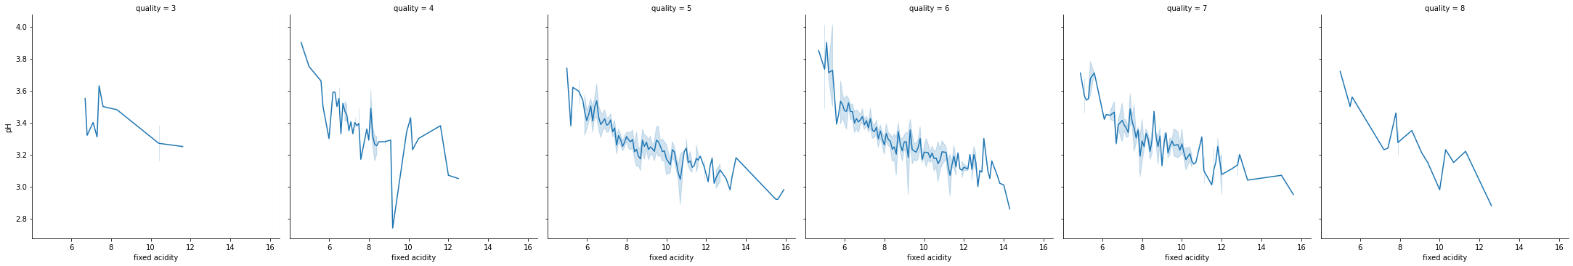 quality = 3 quality = 4 quality = 5 quality = 6 quality = 7 quality = 8
4.0
3.8
3.6
3.4
3.2
3.0
2.8
pH
6 8 10 12 14 16 6 8 10 12 14 16 6 8 10 12 14 16 6 8 10 12 14 16 6 8 10 12 14 16 6 8 10 12 14 16
fixed acidity fixed acidity fixed acidity fixed acidity fixed acidity fixed acidity